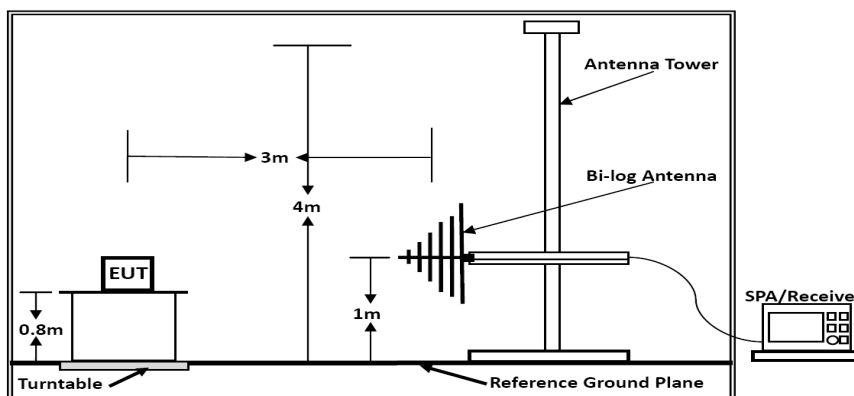 Antenna Tower
3m
Bi-log Antenna
4m
EUT
SPA/Receive
0.8m
1m
Turntable
Reference Ground Plane